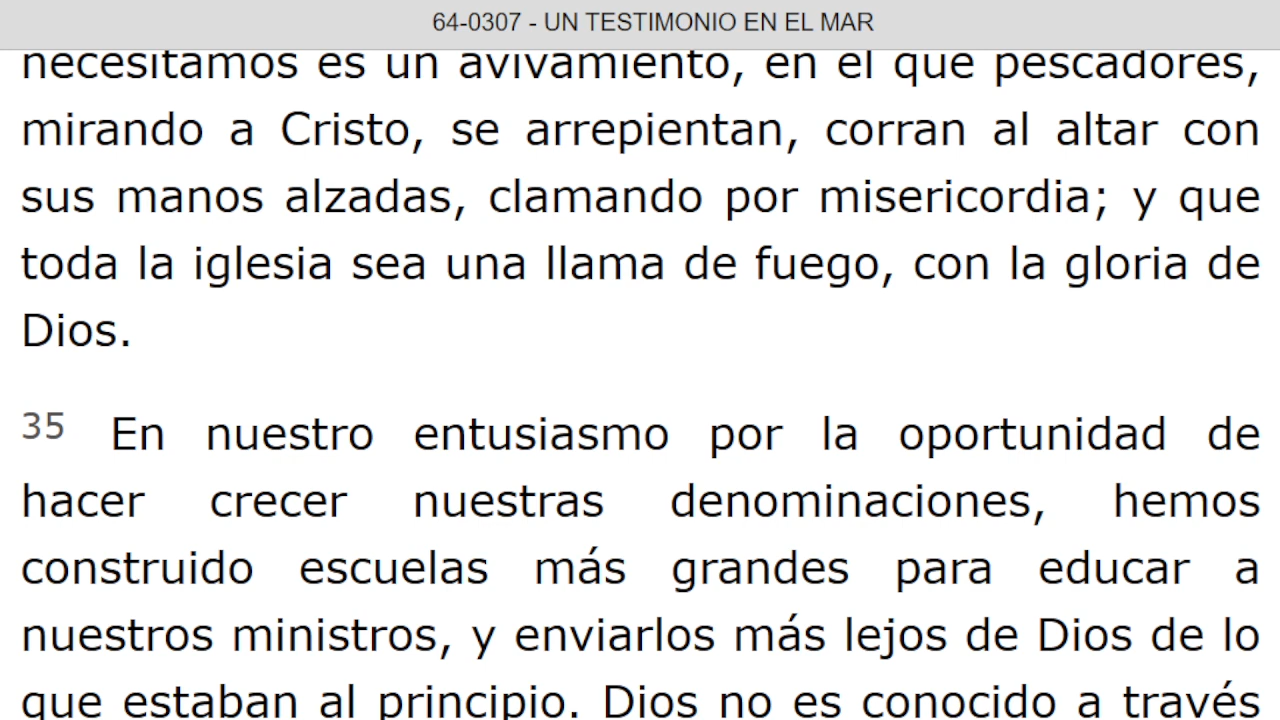 64-0307 - UN TESTIMONIO EN EL MAR
necesitamos es un avivamiento, en el que pescadores,
mirando a Cristo, se arrepientan, corran al altar con
sus manos alzadas, clamando por misericordia; y que
toda la iglesia sea una llama de fuego, con la gloria de
Dios.
35 En nuestro entusiasmo por la oportunidad de
hacer crecer nuestras denominaciones, hemos
construido escuelas más grandes para educar a
nuestros ministros, y enviarlos más lejos de Dios de lo
que estaban al principio. Dios no es conocido a través